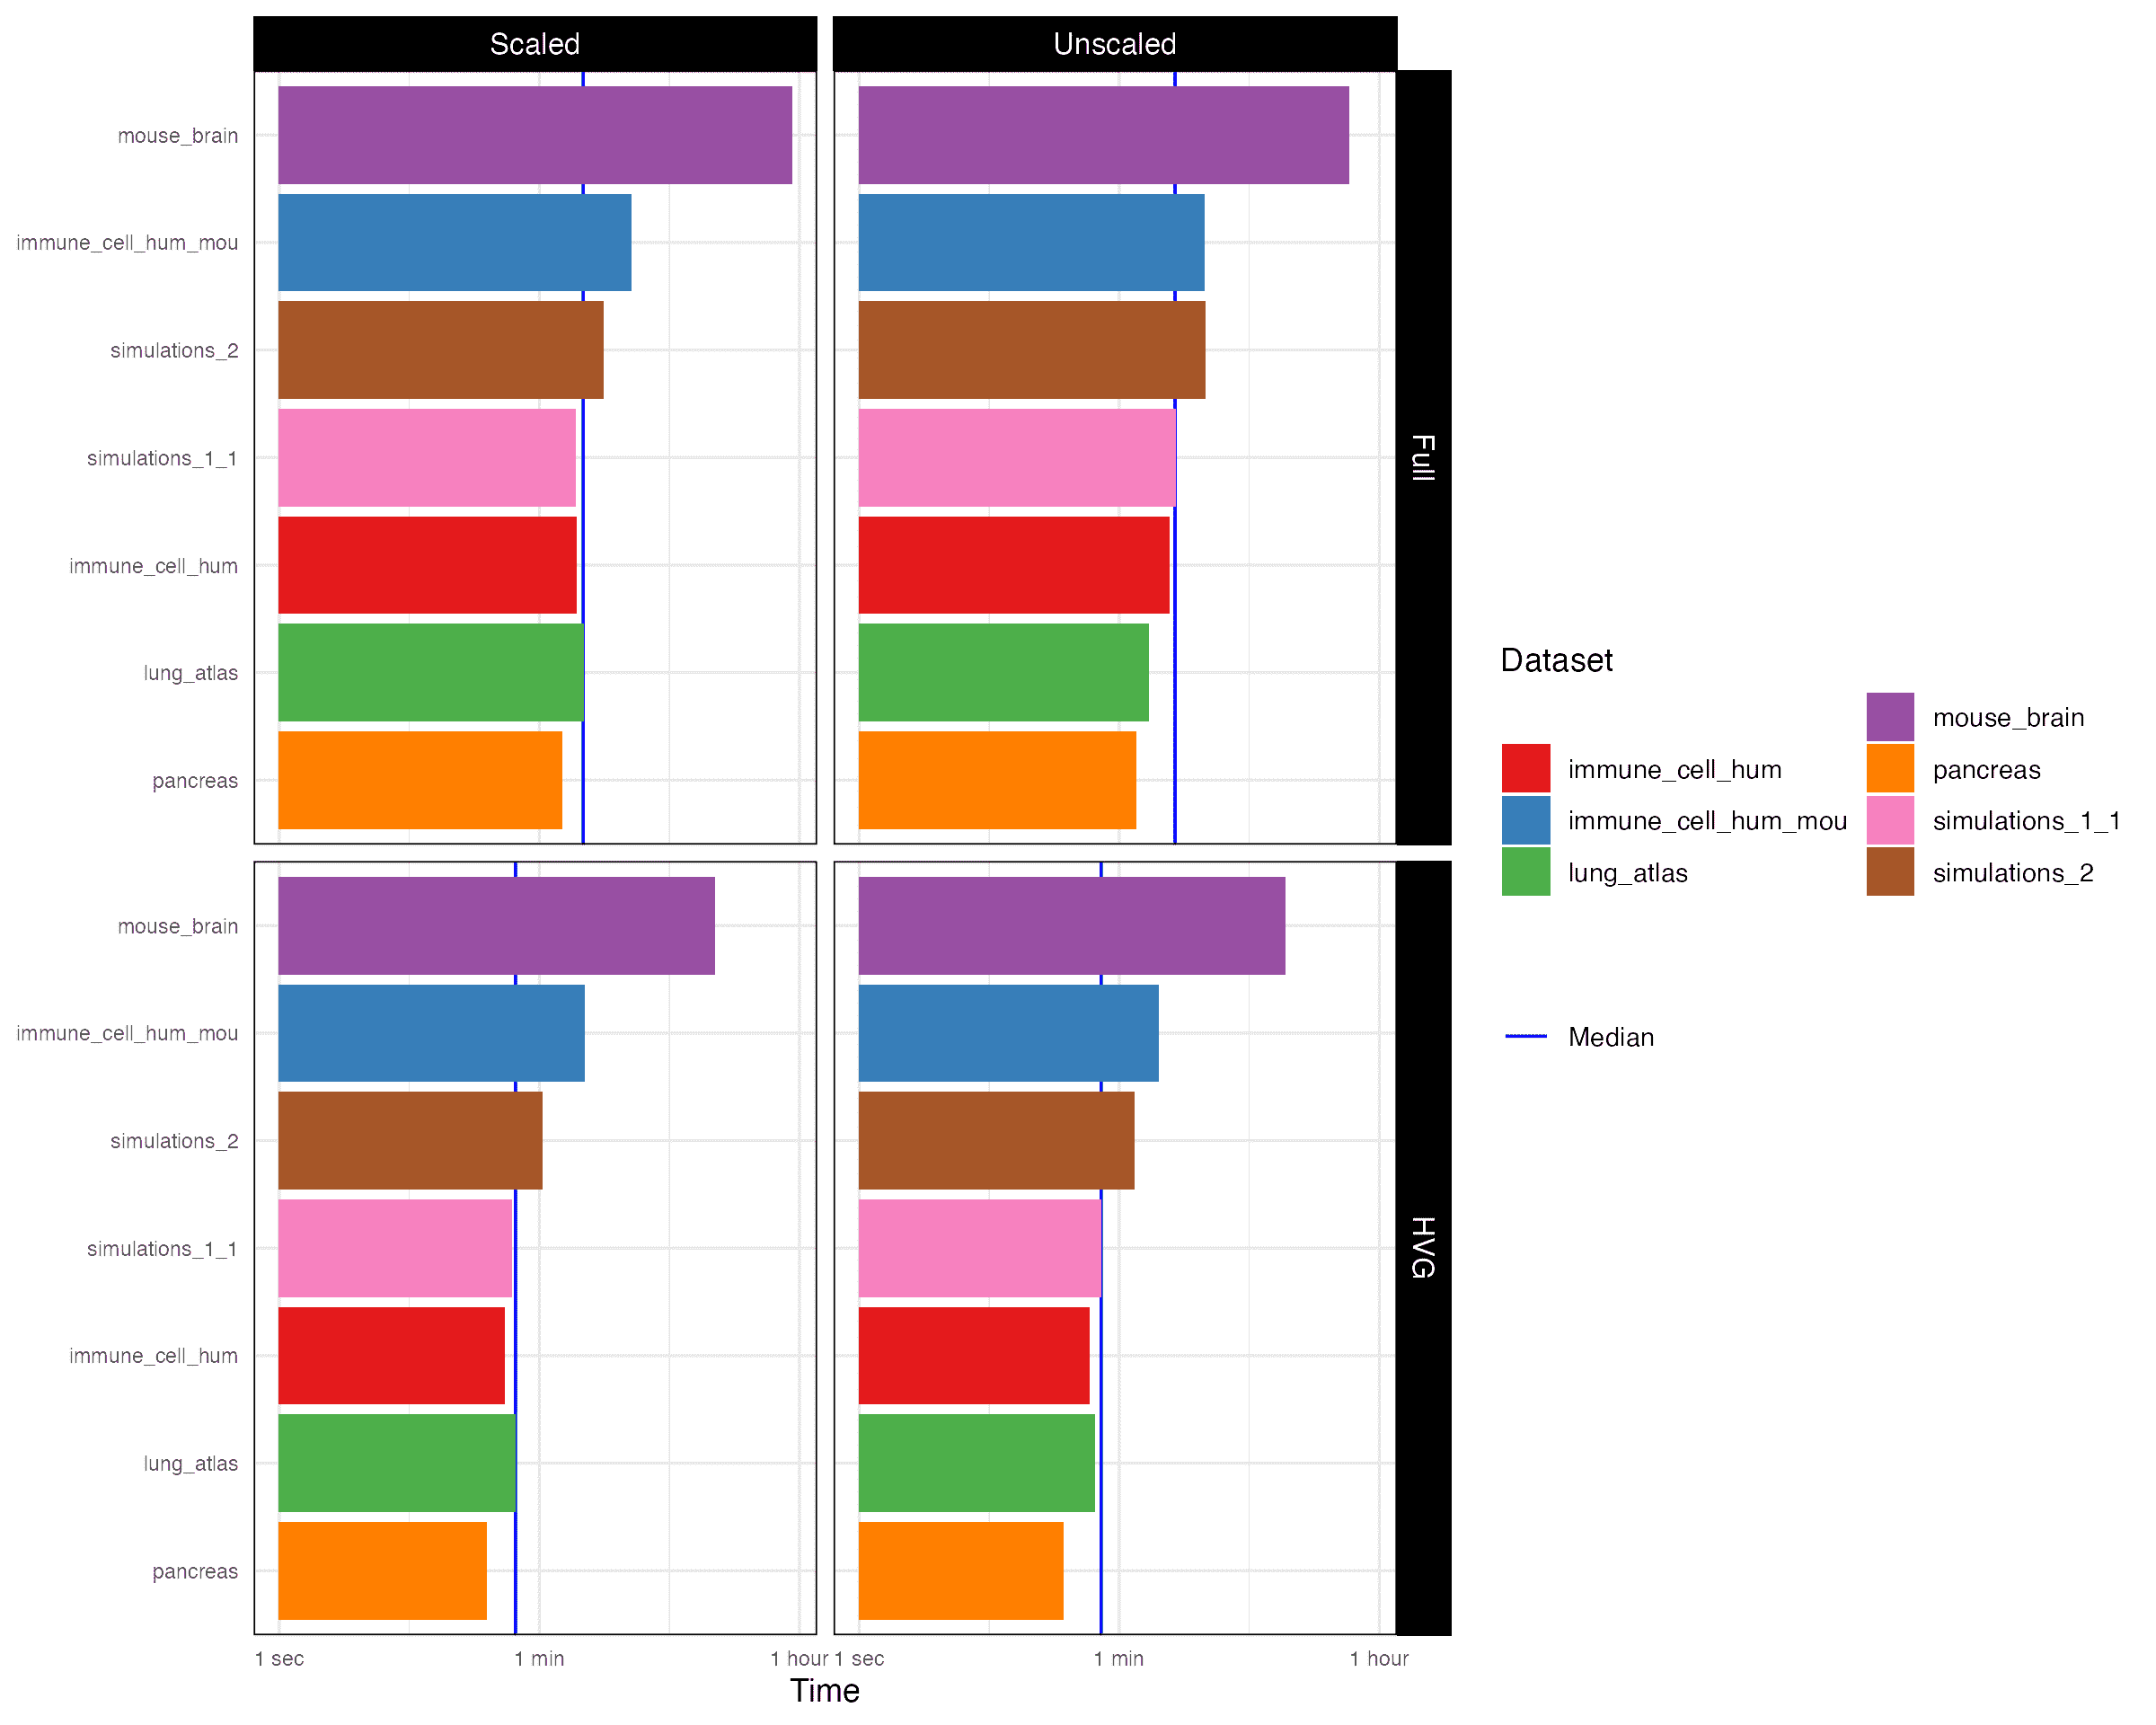 Scaled
Unscaled
mouse_brain
immune_cell_hum_mou
simulations_2
simulations_1_1
immune_cell_hum
lung_atlas
pancreas
Full
mouse_brain
immune_cell_hum_mou
simulations_2
simulations_1_1
immune_cell_hum
lung_atlas
pancreas
HVG
1 sec
1 min
1 hour
1 sec
1 min
1 hour
Time
Dataset
immune_cell_hum
immune_cell_hum_mou
lung_atlas
mouse_brain
pancreas
simulations_1_1
simulations_2
Median